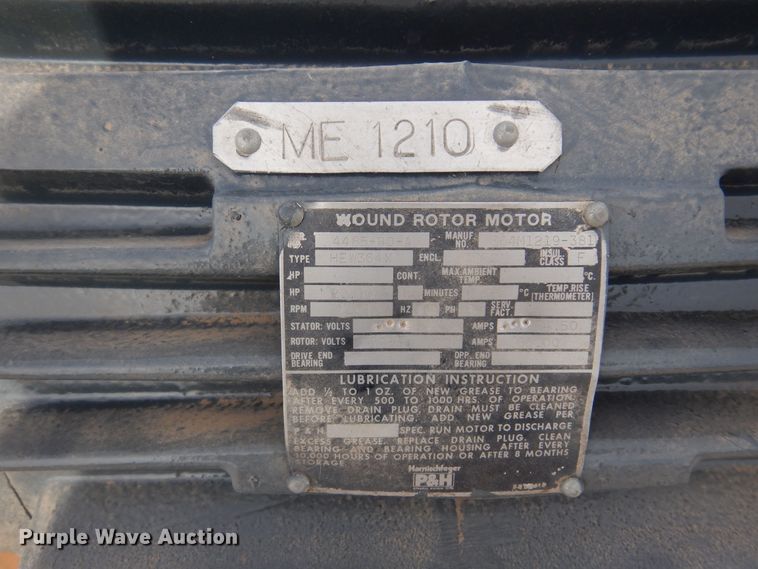 ME 1210
WOUND ROTOR MOTOR
MANUF. NO.
TYPE ENCL. INSUL. CLASS F
HP CONT. MAX.AMBIENT TEMP. °C.
HP MINUTES °C TEMP. RISE (THERMOMETER)
RPM HZ PH SERV. FACT.
STATOR: VOLTS AMPS
ROTOR: VOLTS AMPS
DRIVE END BEARING OPP. END BEARING
LUBRICATION INSTRUCTION
ADD ½ TO 1 OZ. OF NEW GREASE TO BEARING
AFTER EVERY 500 TO 1000 HRS. OF OPERATION.
REMOVE DRAIN PLUG. DRAIN MUST BE CLEANED
BEFORE LUBRICATING. ADD NEW GREASE PER
P & H SPEC. RUN MOTOR TO DISCHARGE
EXCESS GREASE. REPLACE DRAIN PLUG. CLEAN
BEARING AND BEARING HOUSING AFTER EVERY
10,000 HOURS OF OPERATION OR AFTER 8 MONTHS
STORAGE.
Harnischfeger
P&H
Purple Wave Auction